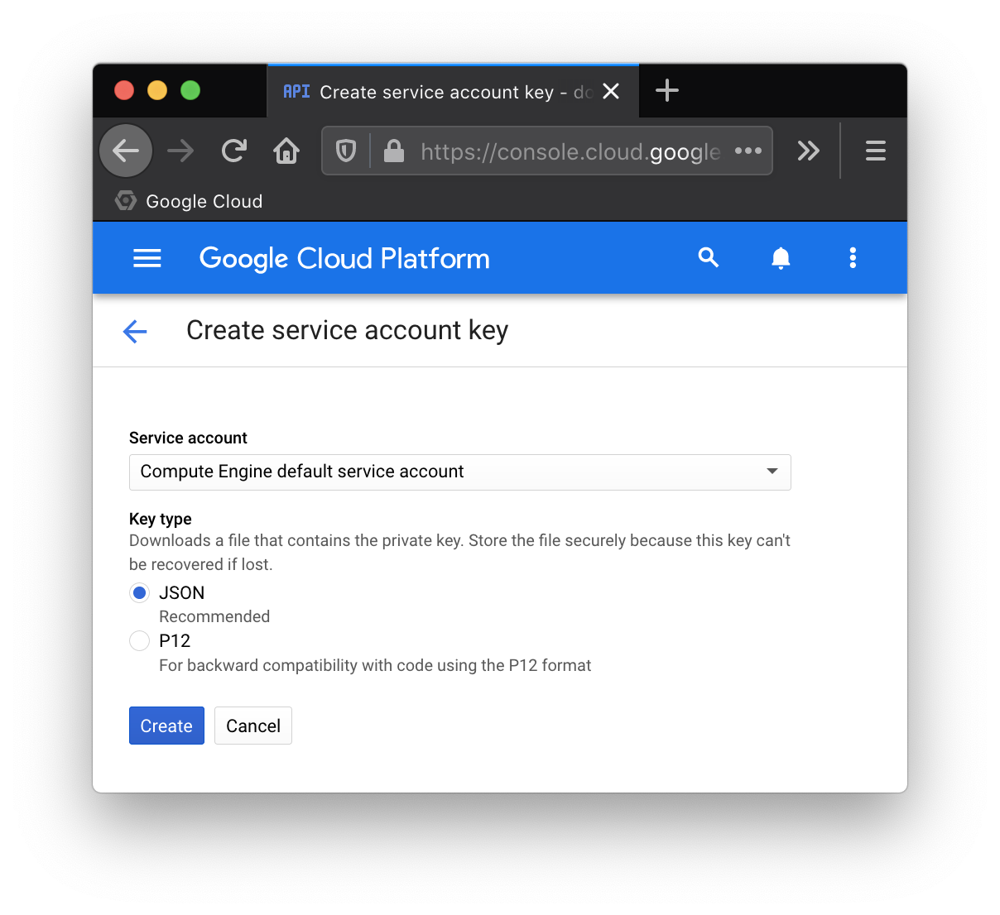 API Create service account key - do
https://console.cloud.google
Google Cloud
Google Cloud Platform
Create service account key
Service account
Compute Engine default service account
Key type
Downloads a file that contains the private key. Store the file securely because this key can't
be recovered if lost.
JSON
Recommended
P12
For backward compatibility with code using the P12 format
Create Cancel